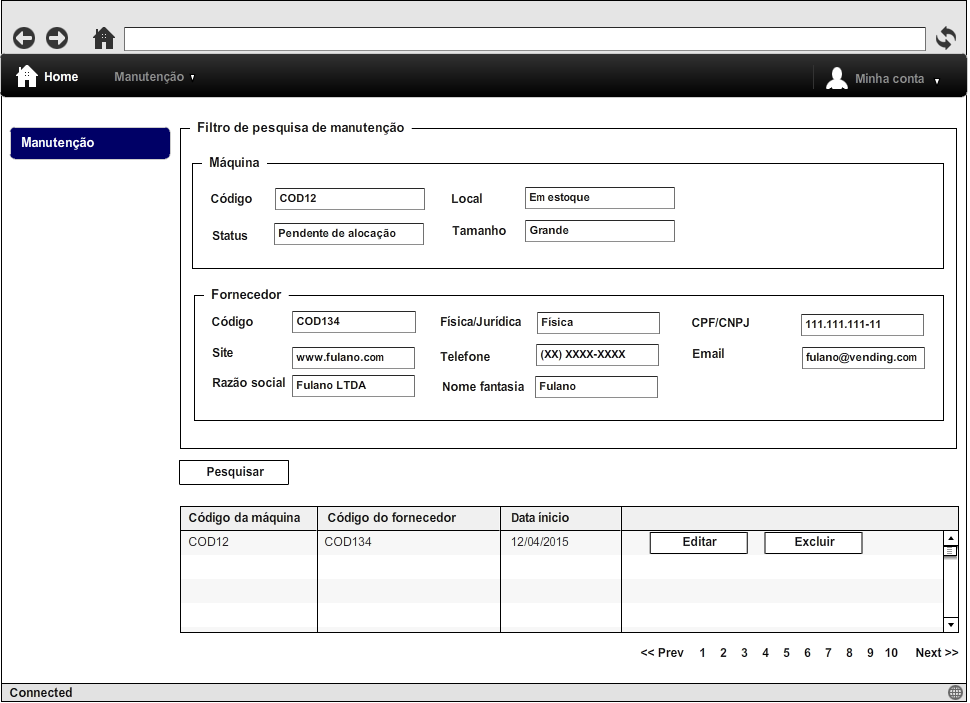 Home Manutenção Minha conta
Manutenção
Filtro de pesquisa de manutenção
Máquina
Código COD12 Local Em estoque
Status Pendente de alocação Tamanho Grande
Fornecedor
Código COD134 Física/Jurídica Física CPF/CNPJ 111.111.111-11
Site www.fulano.com Telefone (XX) XXXX-XXXX Email fulano@vending.com
Razão social Fulano LTDA Nome fantasia Fulano
Pesquisar
Código da máquina Código do fornecedor Data ínicio
COD12 COD134 12/04/2015 Editar Excluir
<< Prev 1 2 3 4 5 6 7 8 9 10 Next >>
Connected